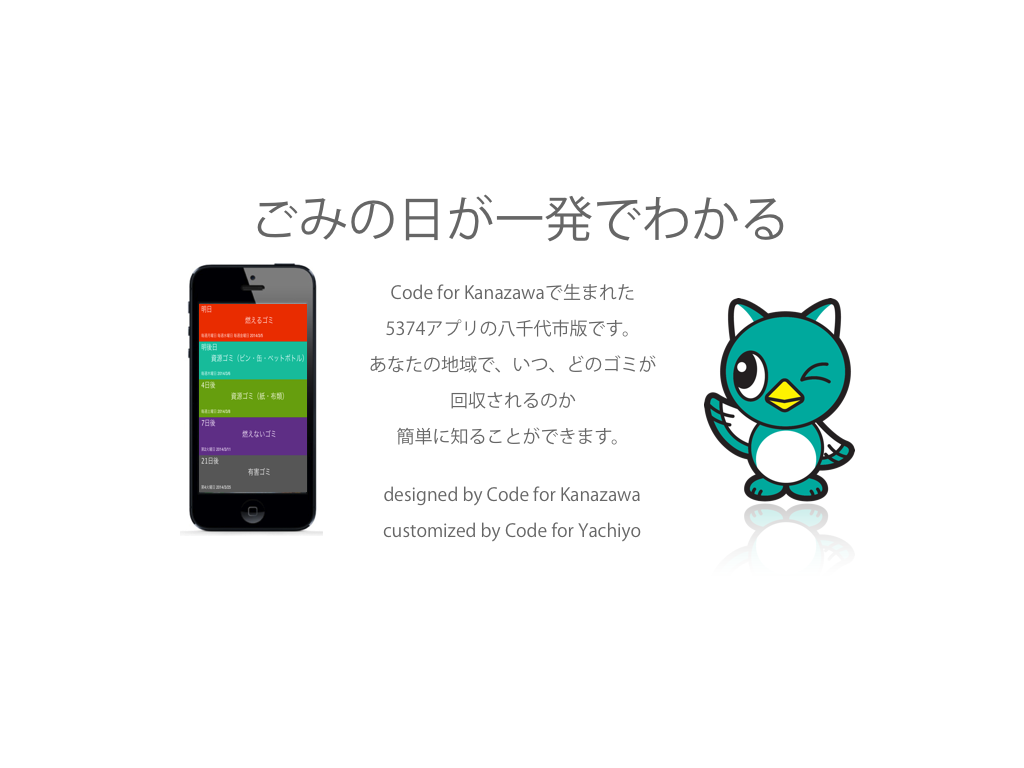 ごみの日が一発でわかる
Code for Kanazawaで生まれた
5374アプリの八千代市版です。
あなたの地域で、いつ、どのゴミが
回収されるのか
簡単に知ることができます。
designed by Code for Kanazawa
customized by Code for Yachiyo
明日
燃えるゴミ
明後日
資源ゴミ（ビン・缶・ペットボトル）
4日後
資源ゴミ（紙・布類）
7日後
燃えないゴミ
21日後
有害ゴミ